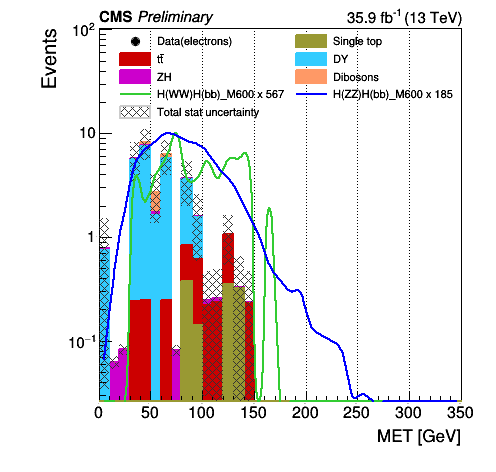 CMS Preliminary 35.9 fb⁻¹ (13 TeV)
Events
10²
10
1
10⁻¹
Data(electrons) Single top
tt̄ DY
ZH Dibosons
H(WW)H(bb)_M600 x 567 H(ZZ)H(bb)_M600 x 185
Total stat uncertainty
0 50 100 150 200 250 300 350
MET [GeV]